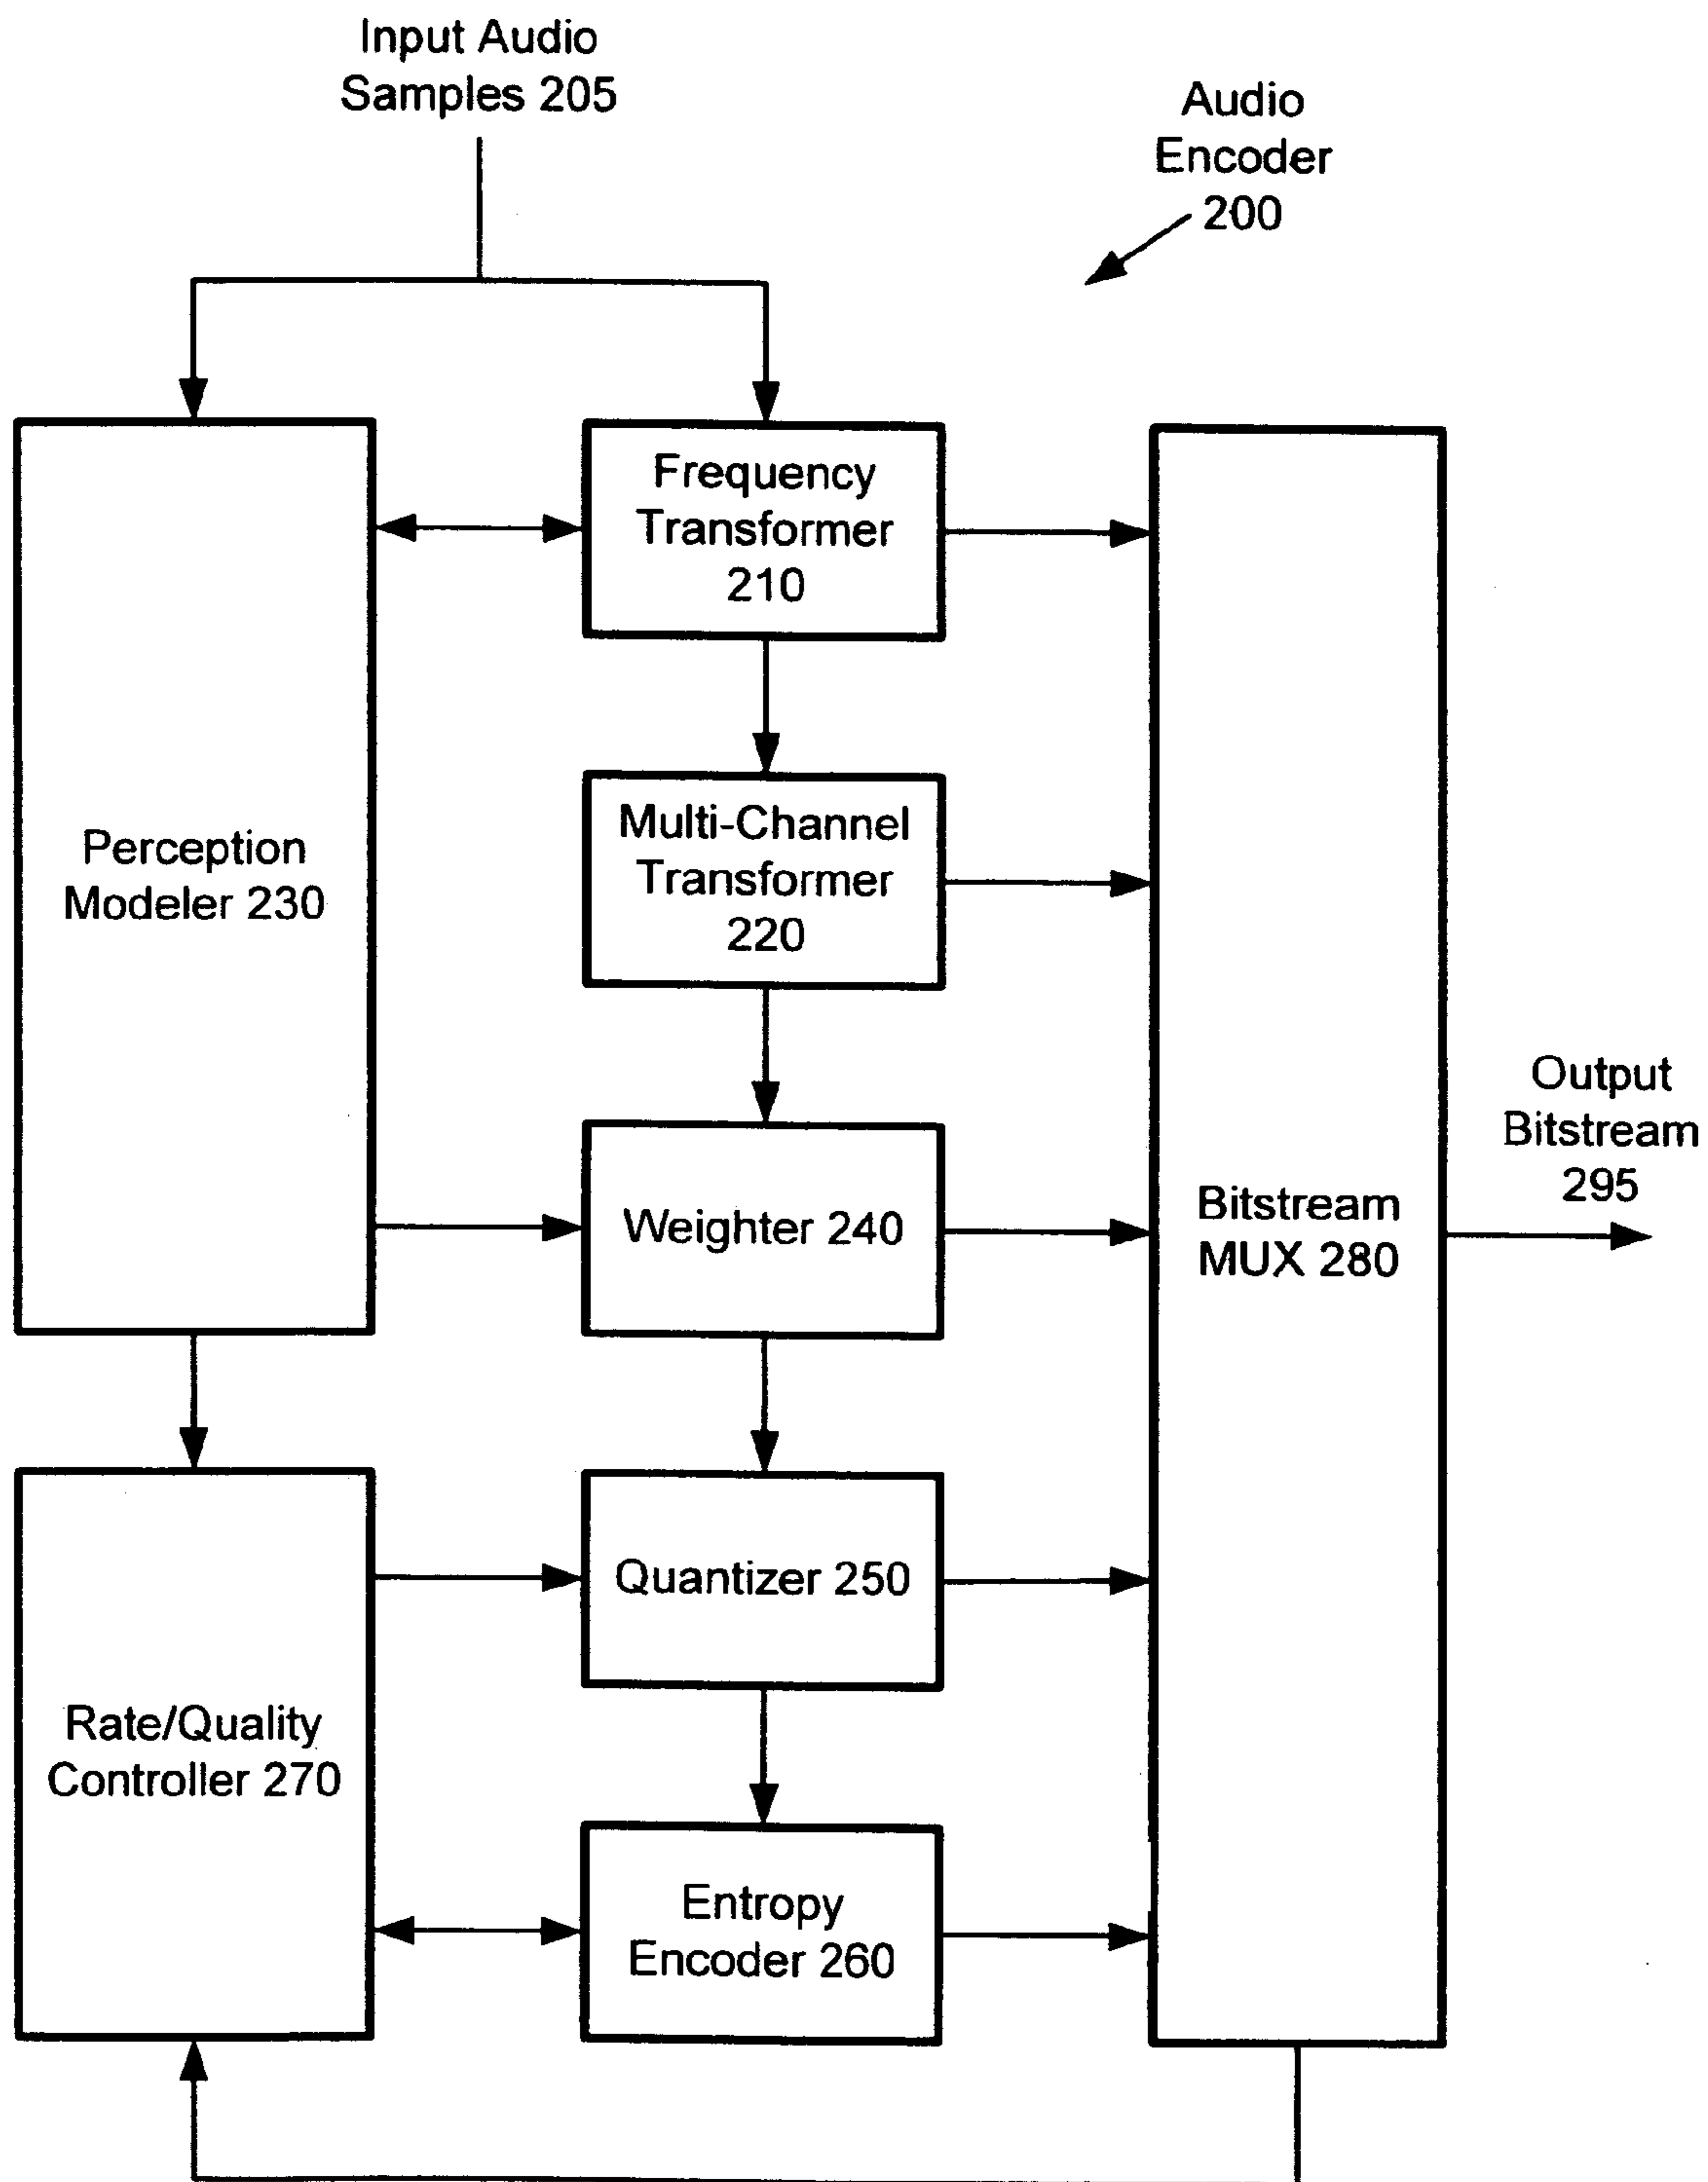 Input Audio
Samples 205
Audio
Encoder
200
Frequency
Transformer
210
Perception
Modeler 230
Multi-Channel
Transformer
220
Weighter 240
Bitstream
MUX 280
Output
Bitstream
295
Quantizer 250
Rate/Quality
Controller 270
Entropy
Encoder 260